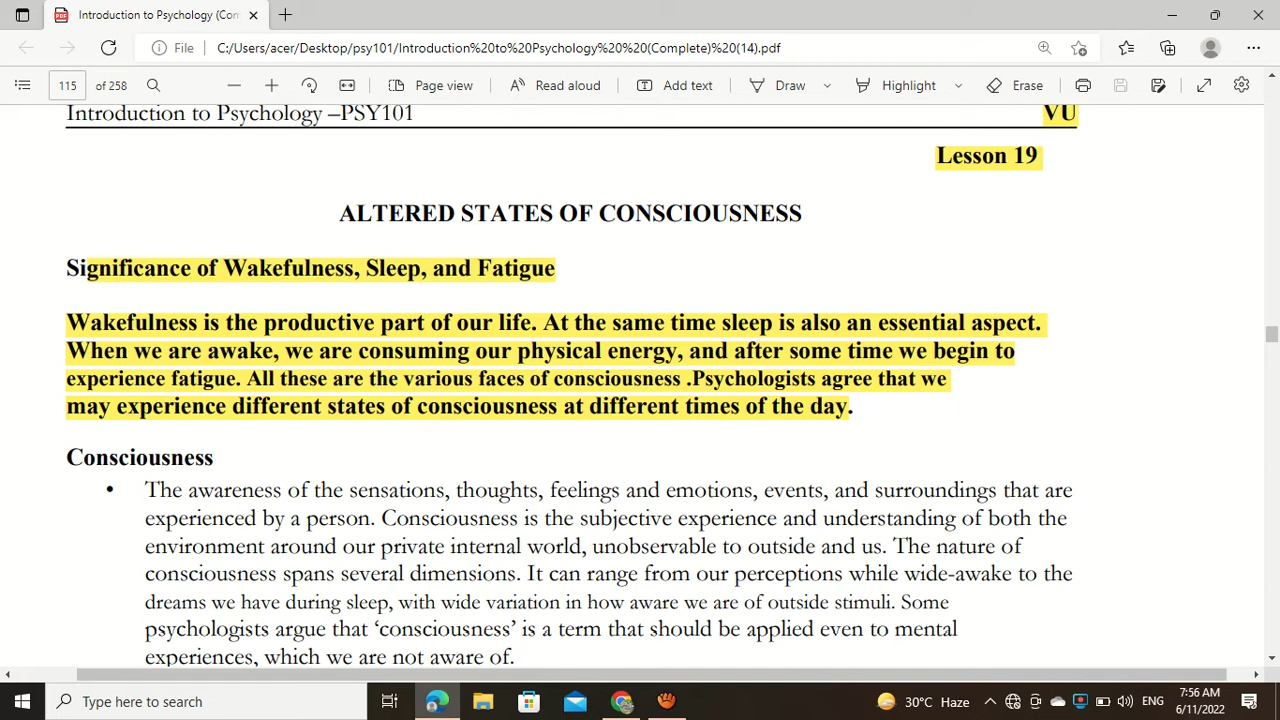 Introduction to Psychology (Com
File
C:/Users/acer/Desktop/psy101/Introduction%20to%20Psychology%20%20(Complete)%20(14).pdf
115 of 258
Page view
Read aloud
Add text
Draw
Highlight
Erase
Introduction to Psychology –PSY101 VU
Lesson 19
ALTERED STATES OF CONSCIOUSNESS
Significance of Wakefulness, Sleep, and Fatigue
Wakefulness is the productive part of our life. At the same time sleep is also an essential aspect.
When we are awake, we are consuming our physical energy, and after some time we begin to
experience fatigue. All these are the various faces of consciousness .Psychologists agree that we
may experience different states of consciousness at different times of the day.
Consciousness
• The awareness of the sensations, thoughts, feelings and emotions, events, and surroundings that are
experienced by a person. Consciousness is the subjective experience and understanding of both the
environment around our private internal world, unobservable to outside and us. The nature of
consciousness spans several dimensions. It can range from our perceptions while wide-awake to the
dreams we have during sleep, with wide variation in how aware we are of outside stimuli. Some
psychologists argue that ‘consciousness’ is a term that should be applied even to mental
experiences, which we are not aware of.
Type here to search
30°C Haze
ENG
7:56 AM
6/11/2022